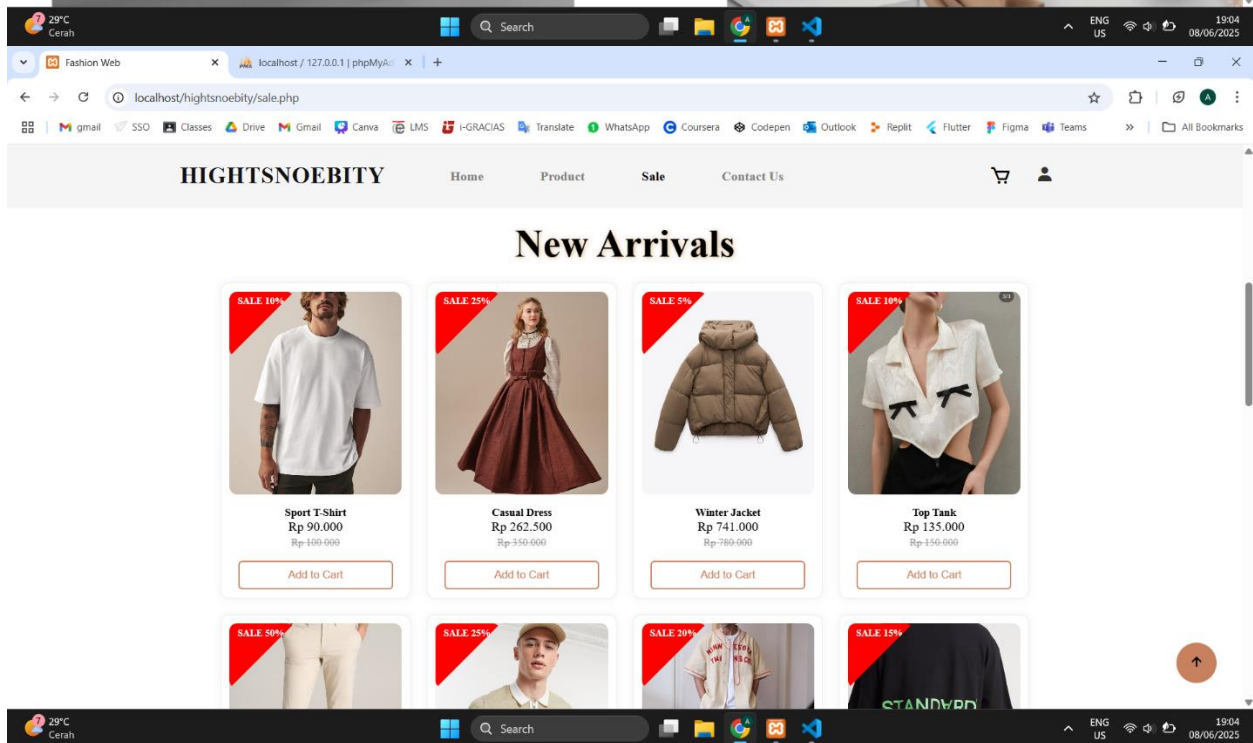 29°C
Cerah
Search
ENG
US
19:04
08/06/2025
Fashion Web
localhost / 127.0.0.1 | phpMyAd
localhost/hightsnoebity/sale.php
gmail SSO Classes Drive Gmail Canva LMS i-GRACIAS Translate WhatsApp Coursera Codepen Outlook Replit Flutter Figma Teams » All Bookmarks
HIGHTSNOEBITY Home Product Sale Contact Us
New Arrivals
SALE 10% SALE 25% SALE 5% SALE 10%
Sport T-Shirt Casual Dress Winter Jacket Top Tank
Rp 90.000 Rp 262.500 Rp 741.000 Rp 135.000
Rp 100.000 Rp 350.000 Rp 780.000 Rp 150.000
Add to Cart Add to Cart Add to Cart Add to Cart
SALE 50% SALE 25% SALE 20% SALE 15%
STANDARD
29°C
Cerah
Search
ENG
US
19:04
08/06/2025